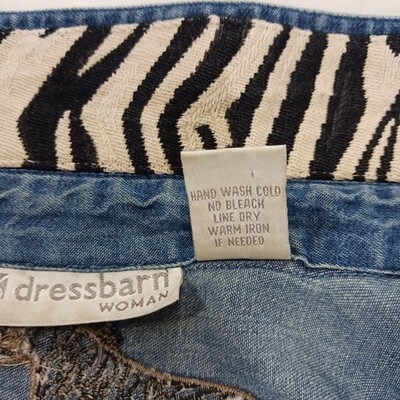 HAND WASH COLD
NO BLEACH
LINE DRY
WARM IRON
IF NEEDED
dressbarn
WOMAN